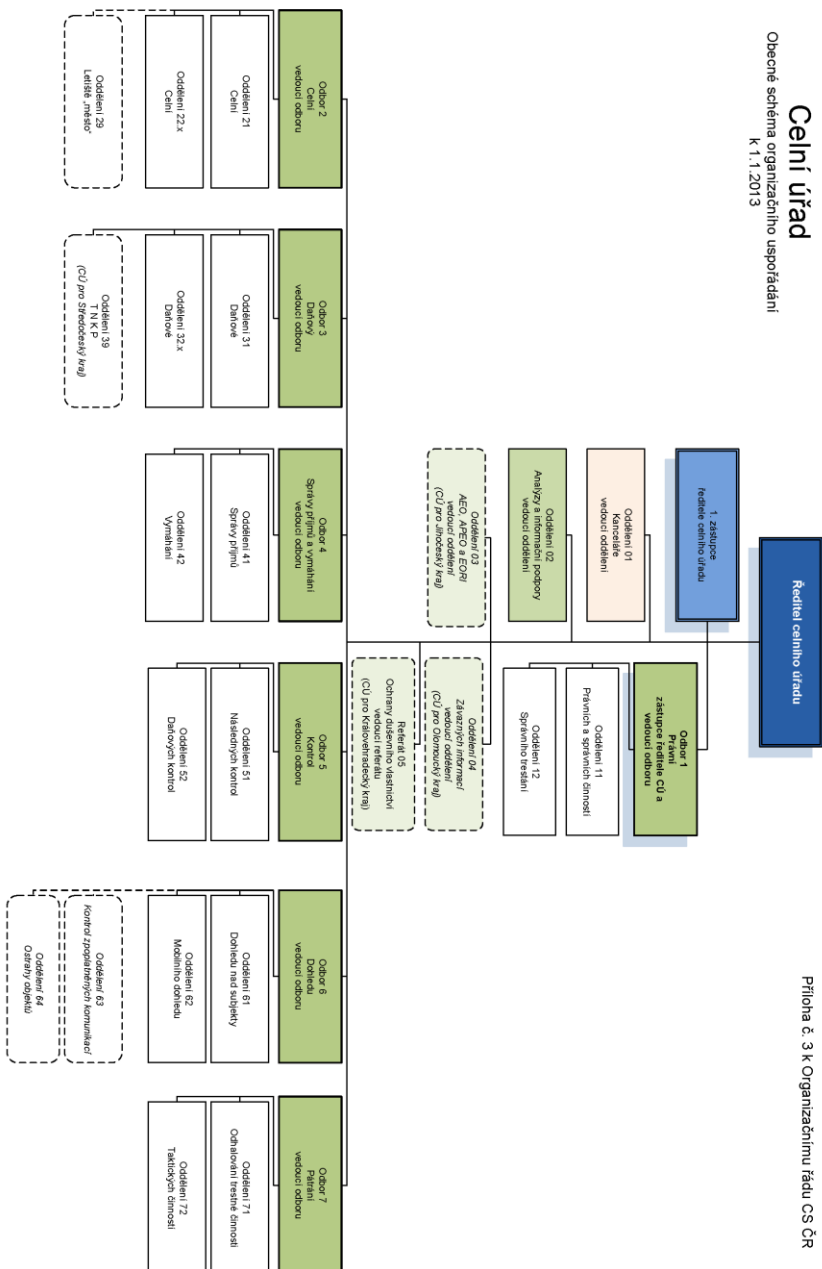 Celní úřad
Obecné schéma organizačního uspořádání
k 1.1.2013
Příloha č. 3 k Organizačnímu řádu CS ČR
Ředitel celního úřadu
1. zástupce
ředitele celního úřadu
Odbor 1
Právní
zástupce ředitele CÚ a
vedoucí odboru
Oddělení 11
Právních a správních činností
Oddělení 12
Správního trestání
Oddělení 01
Kanceláře
vedoucí oddělení
Oddělení 02
Analýzy a informační podpory
vedoucí oddělení
Oddělení 03
AEO, APEO a EORI
vedoucí oddělení
(CÚ pro Jihočeský kraj)
Oddělení 04
Závazných informací
vedoucí oddělení
(CÚ pro Olomoucký kraj)
Referát 05
Ochrany duševního vlastnictví
vedoucí referátu
(CÚ pro Královehradecký kraj)
Odbor 2
Celní
vedoucí odboru
Oddělení 21
Celní
Oddělení 22.x
Celní
Oddělení 29
Letiště „město“
Odbor 3
Daňový
vedoucí odboru
Oddělení 31
Daňové
Oddělení 32.x
Daňové
Oddělení 39
T N K P
(CÚ pro Středočeský kraj)
Odbor 4
Správy příjmů a vymáhání
vedoucí odboru
Oddělení 41
Správy příjmů
Oddělení 42
Vymáhání
Odbor 5
Kontrol
vedoucí odboru
Oddělení 51
Následných kontrol
Oddělení 52
Daňových kontrol
Odbor 6
Dohledu
vedoucí odboru
Oddělení 61
Dohledu nad subjekty
Oddělení 62
Mobilního dohledu
Oddělení 63
Kontrol zpoplatněných komunikací
Oddělení 64
Ostrahy objektů
Odbor 7
Pátrání
vedoucí odboru
Oddělení 71
Odhalování trestné činnosti
Oddělení 72
Taktických činností